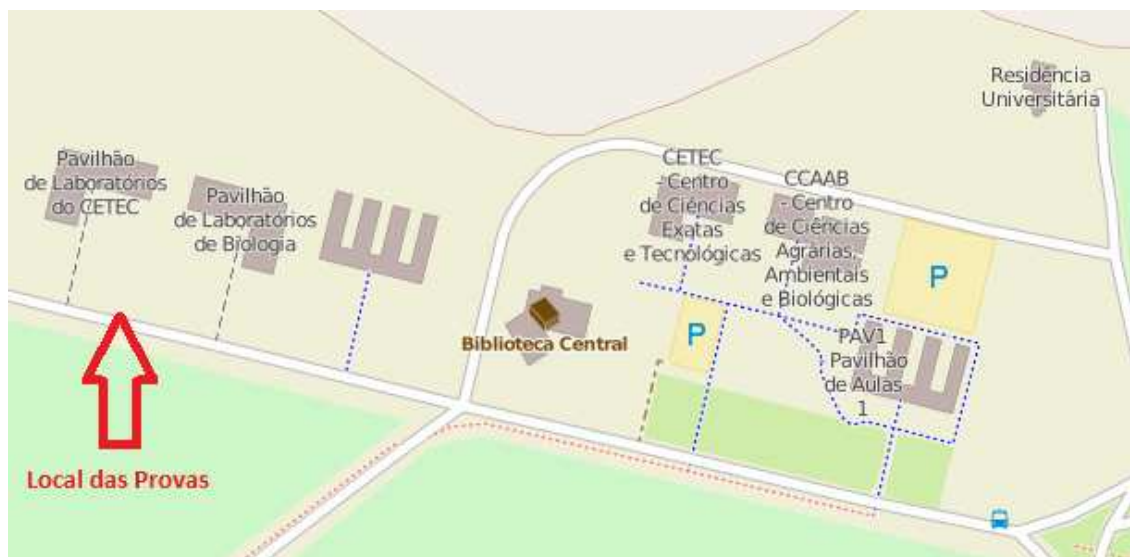 Residência
Universitária
Pavilhão
de Laboratórios
do CETEC
Pavilhão
de Laboratórios
de Biologia
CETEC
- Centro
de Ciências
Exatas
e Tecnológicas
CCAAB
- Centro
de Ciências
Agrárias,
Ambientais
e Biológicas
P
P
Biblioteca Central
PAV1
- Pavilhão
de Aulas
1
Local das Provas